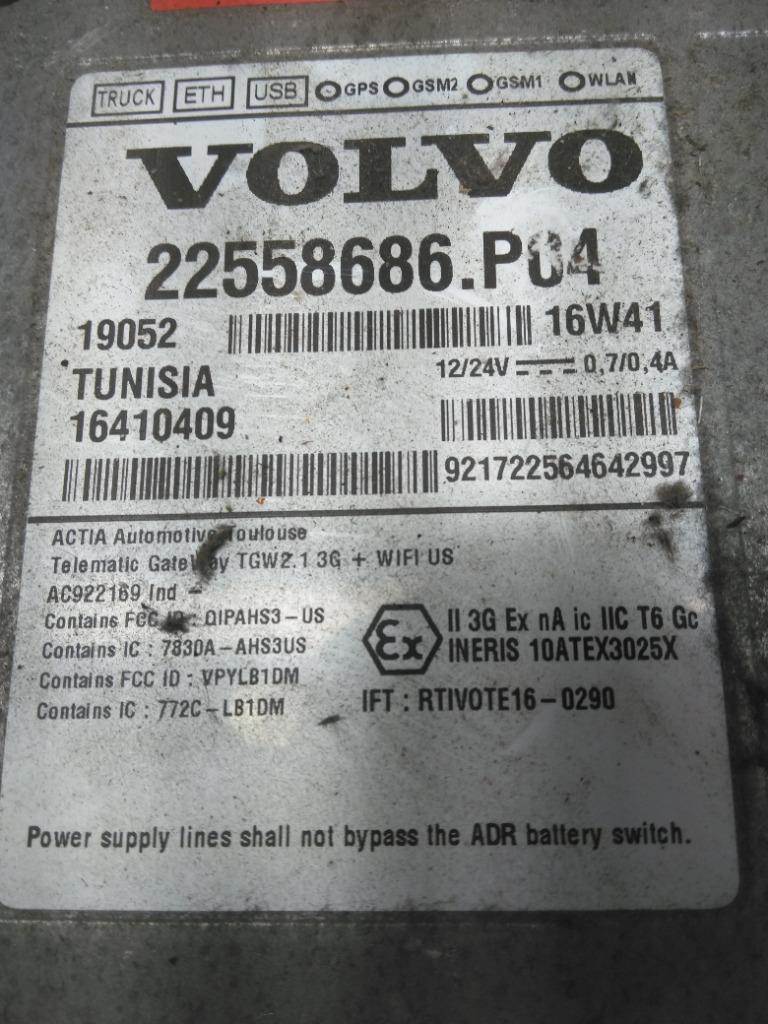 TRUCK ETH USB GPS GSM2 GSM1 WLAN
VOLVO
22558686.P04
19052 16W41
TUNISIA 12/24V 0,7/0,4A
16410409
921722564642997
ACTIA Automotive Toulouse
Telematic GateWay TGW2.1 3G + WIFI US
AC922169 Ind -
Contains FCC ID : QIPAHS3-US
Contains IC : 7830A-AHS3US
Contains FCC ID : VPYLB1DM
Contains IC : 772C-LB1DM
Ex II 3G Ex nA ic IIC T6 Gc
INERIS 10ATEX3025X
IFT : RTIVOTE16-0290
Power supply lines shall not bypass the ADR battery switch.